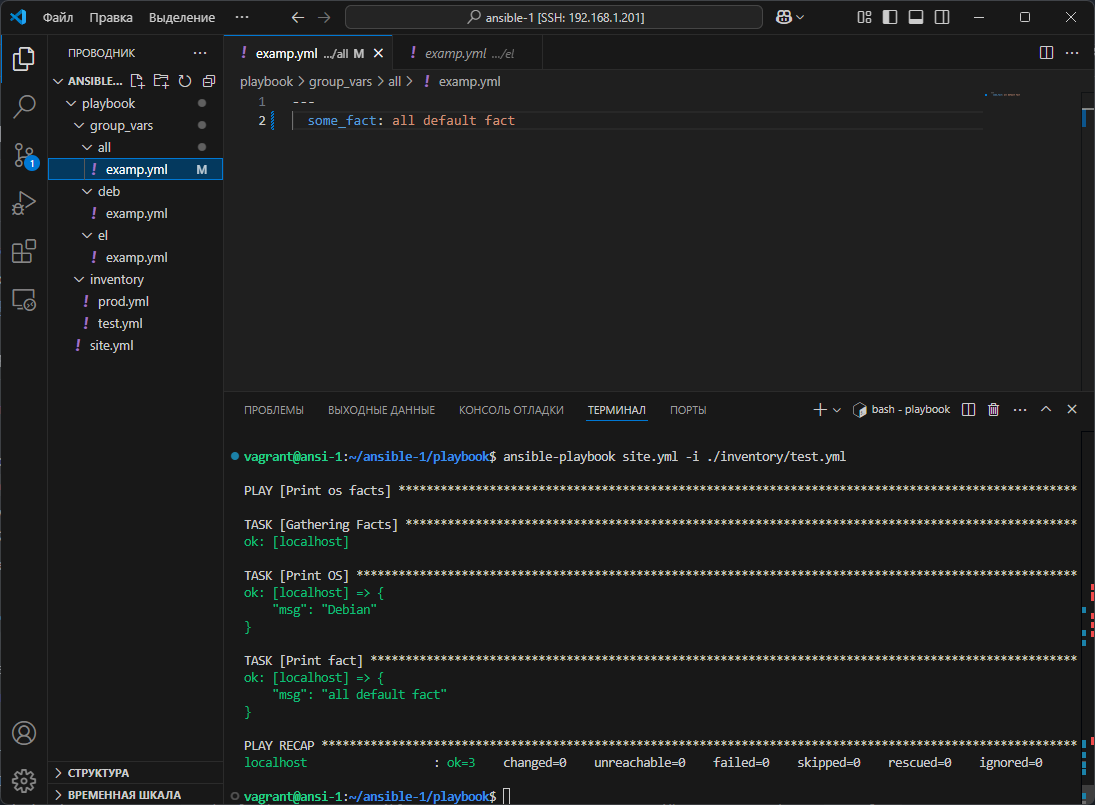 Файл Правка Выделение ··· ansible-1 [SSH: 192.168.1.201]
ПРОВОДНИК ···
ANSIBLE...
playbook
group_vars
all
! examp.yml M
deb
! examp.yml
el
! examp.yml
inventory
! prod.yml
! test.yml
! site.yml
СТРУКТУРА
ВРЕМЕННАЯ ШКАЛА
1
! examp.yml .../all M ! examp.yml .../el
playbook > group_vars > all > ! examp.yml
1 ---
2 some_fact: all default fact
ПРОБЛЕМЫ ВЫХОДНЫЕ ДАННЫЕ КОНСОЛЬ ОТЛАДКИ ТЕРМИНАЛ ПОРТЫ bash - playbook
vagrant@ansi-1:~/ansible-1/playbook$ ansible-playbook site.yml -i ./inventory/test.yml
PLAY [Print os facts] *************************************************************************************************
TASK [Gathering Facts] ************************************************************************************************
ok: [localhost]
TASK [Print OS] *******************************************************************************************************
ok: [localhost] => {
"msg": "Debian"
}
TASK [Print fact] *****************************************************************************************************
ok: [localhost] => {
"msg": "all default fact"
}
PLAY RECAP ************************************************************************************************************
localhost : ok=3 changed=0 unreachable=0 failed=0 skipped=0 rescued=0 ignored=0
vagrant@ansi-1:~/ansible-1/playbook$